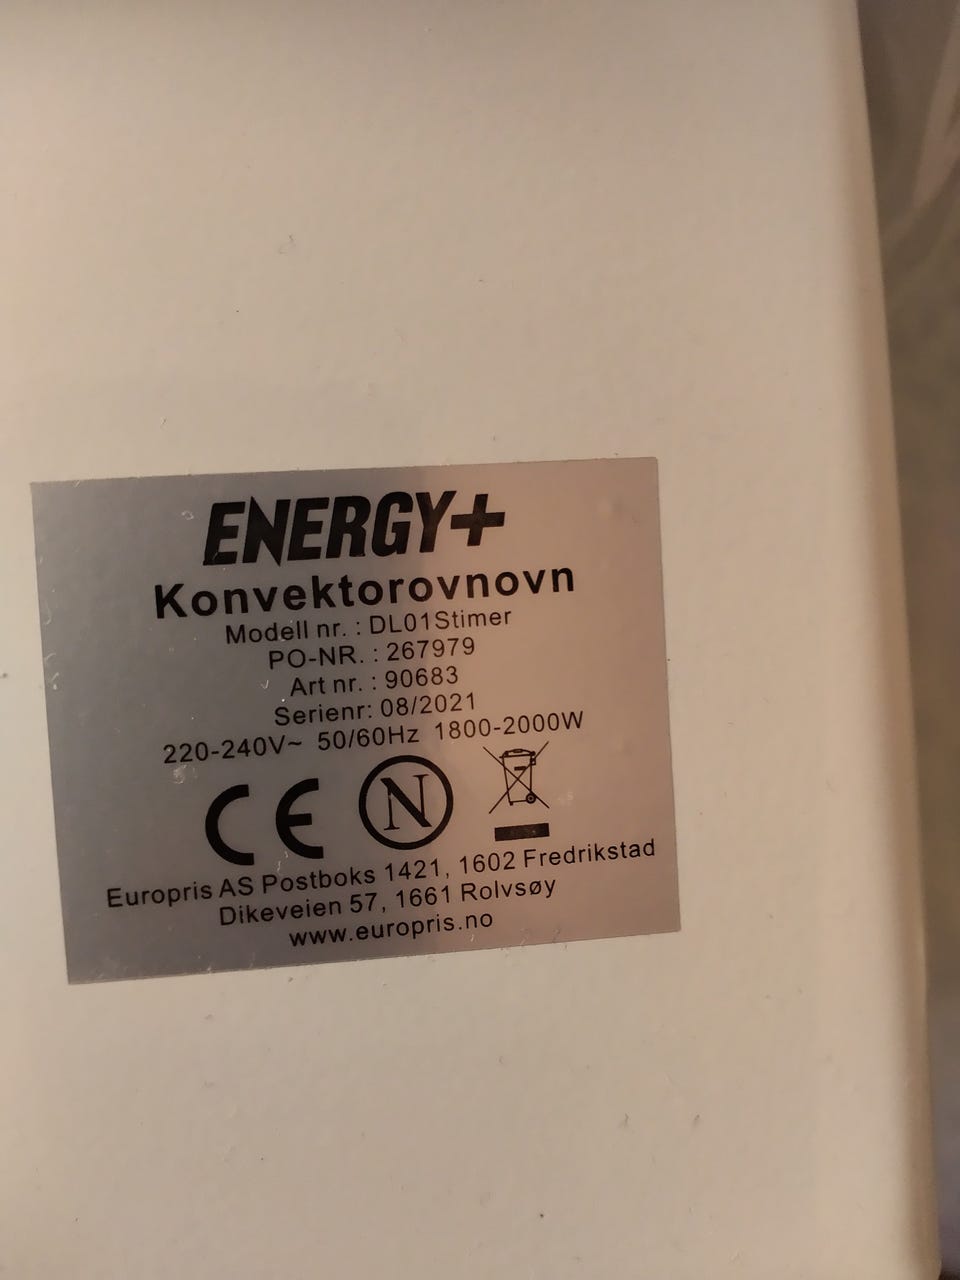 ENERGY+
Konvektorovnovn
Modell nr. : DL01Stimer
PO-NR. : 267979
Art nr. : 90683
Serienr: 08/2021
220-240V~ 50/60Hz 1800-2000W
CE N
Europris AS Postboks 1421, 1602 Fredrikstad
Dikeveien 57, 1661 Rolvsøy
www.europris.no